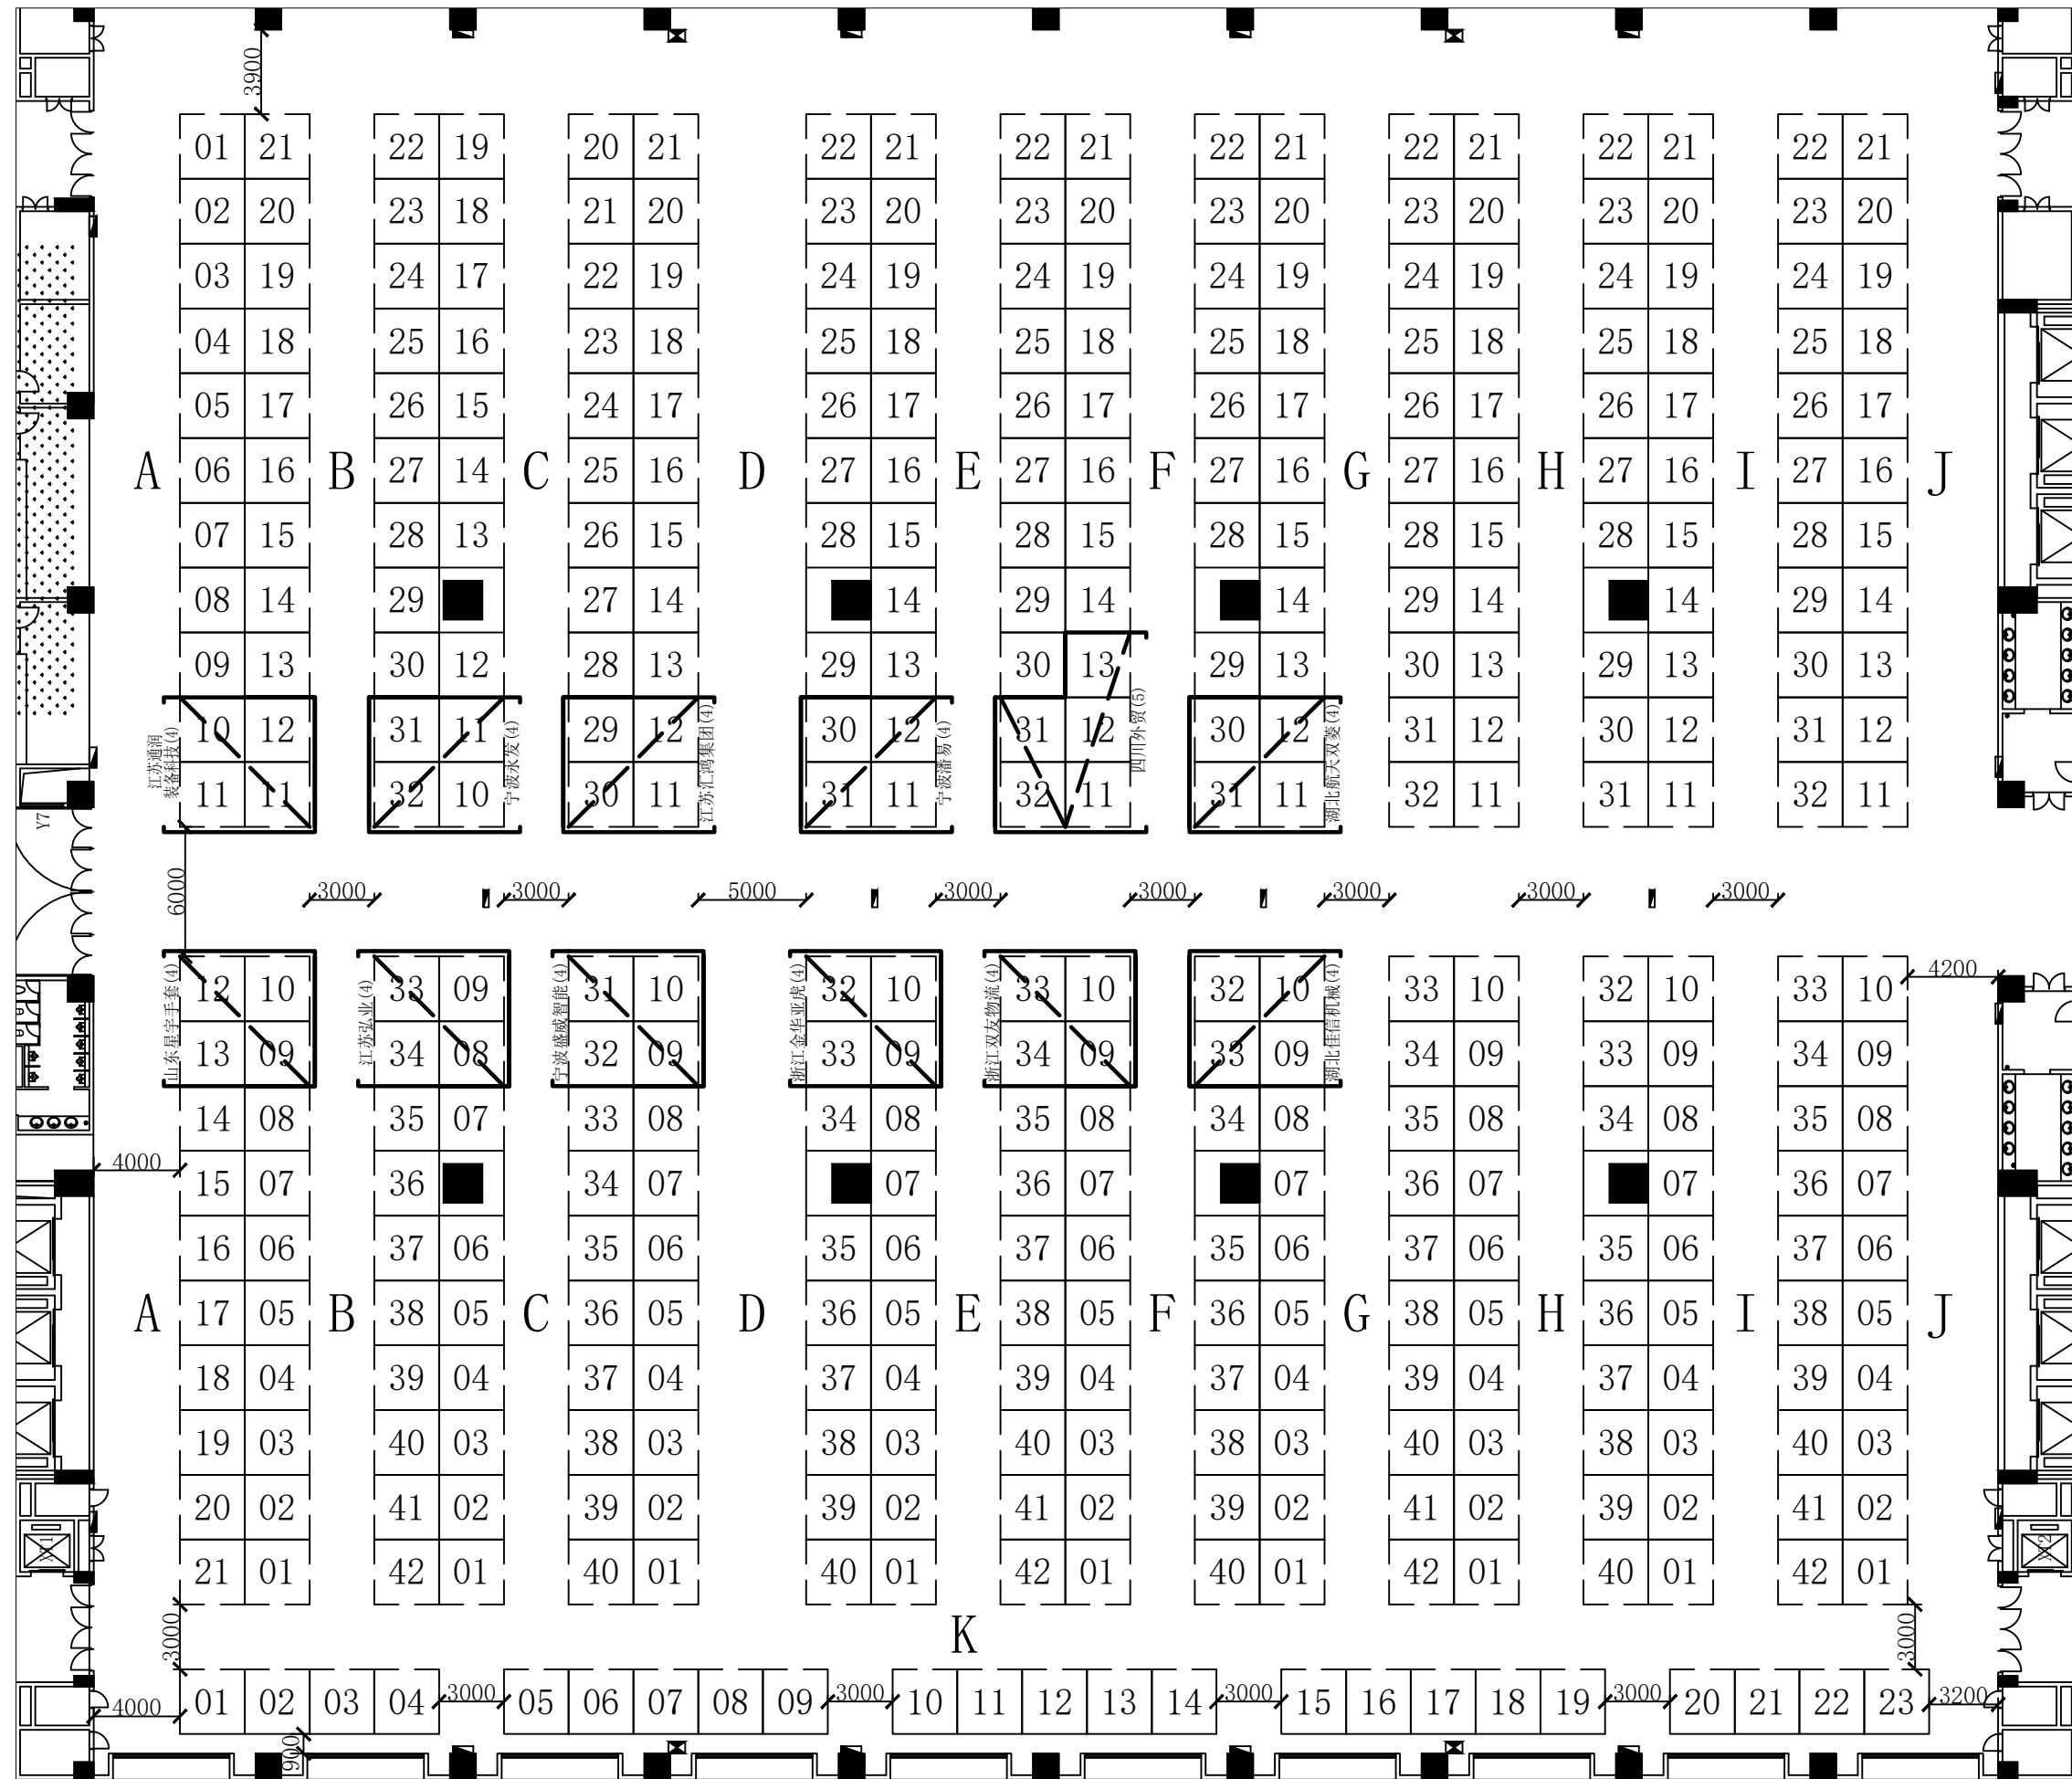 3900
01 21 22 19 20 21 22 21 22 21 22 21 22 21 22 21 22 21
02 20 23 18 21 20 23 20 23 20 23 20 23 20 23 20 23 20
03 19 24 17 22 19 24 19 24 19 24 19 24 19 24 19 24 19
04 18 25 16 23 18 25 18 25 18 25 18 25 18 25 18 25 18
05 17 26 15 24 17 26 17 26 17 26 17 26 17 26 17 26 17
A 06 16 B 27 14 C 25 16 D 27 16 E 27 16 F 27 16 G 27 16 H 27 16 I 27 16 J
07 15 28 13 26 15 28 15 28 15 28 15 28 15 28 15 28 15
08 14 29 27 14 14 29 14 14 29 14 14 29 14
09 13 30 12 28 13 29 13 30 13 29 13 30 13 29 13 30 13
10 12 31 11 29 12 30 12 31 12 30 12 31 12 30 12 31 12
11 11 32 10 30 11 31 11 32 11 31 11 32 11 31 11 32 11
江苏通润
装备科技(4)
宁波永发(4)
江苏汇鸿集团(4)
宁波潘易(4)
四川外贸(5)
湖北航天双菱(4)
Y7
6000
3000 3000 5000 3000 3000 3000 3000 3000
4200
山东星宇手套(4)
江苏弘业(4)
宁波盛威智能(4)
浙江金华亚虎(4)
浙江双友物流(4)
湖北佳信机械(4)
12 10 33 09 31 10 32 10 33 10 32 10 33 10 32 10 33 10
13 09 34 08 32 09 33 09 34 09 33 09 34 09 33 09 34 09
14 08 35 07 33 08 34 08 35 08 34 08 35 08 34 08 35 08
4000
15 07 36 34 07 07 36 07 07 36 07 07 36 07
16 06 37 06 35 06 35 06 37 06 35 06 37 06 35 06 37 06
A 17 05 B 38 05 C 36 05 D 36 05 E 38 05 F 36 05 G 38 05 H 36 05 I 38 05 J
18 04 39 04 37 04 37 04 39 04 37 04 39 04 37 04 39 04
19 03 40 03 38 03 38 03 40 03 38 03 40 03 38 03 40 03
20 02 41 02 39 02 39 02 41 02 39 02 41 02 39 02 41 02
XT1
XT2
21 01 42 01 40 01 40 01 42 01 40 01 42 01 40 01 42 01
3000 K 3000
4000 01 02 03 04 3000 05 06 07 08 09 3000 10 11 12 13 14 3000 15 16 17 18 19 3000 20 21 22 23 3200
900